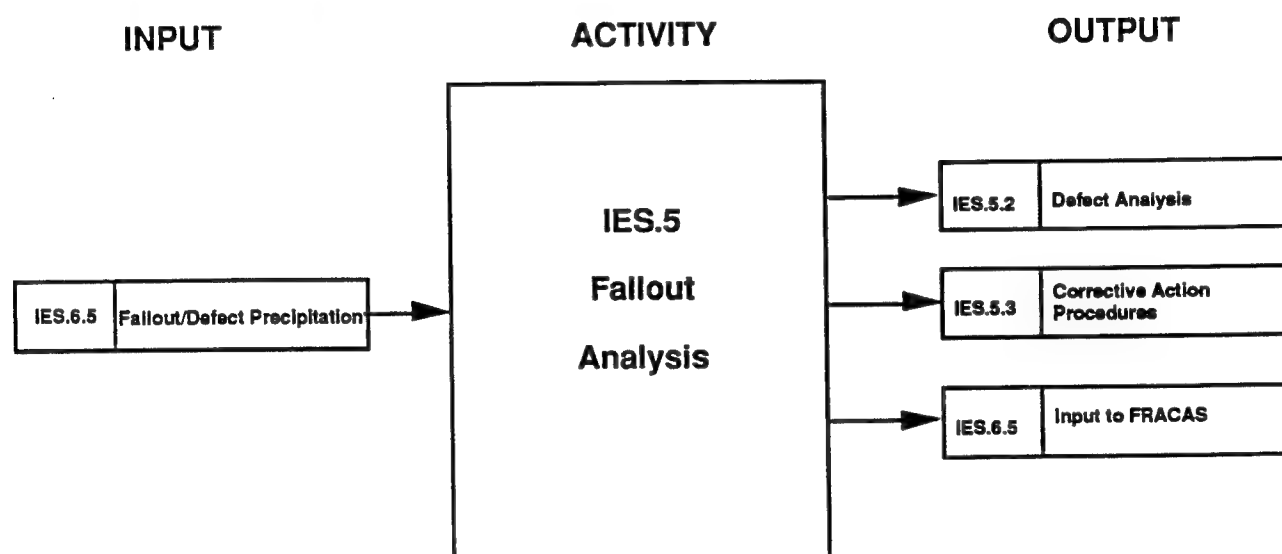 INPUT
ACTIVITY
OUTPUT
IES.6.5
Fallout/Defect Precipitation
IES.5
Fallout
Analysis
IES.5.2
Defect Analysis
IES.5.3
Corrective Action
Procedures
IES.6.5
Input to FRACAS